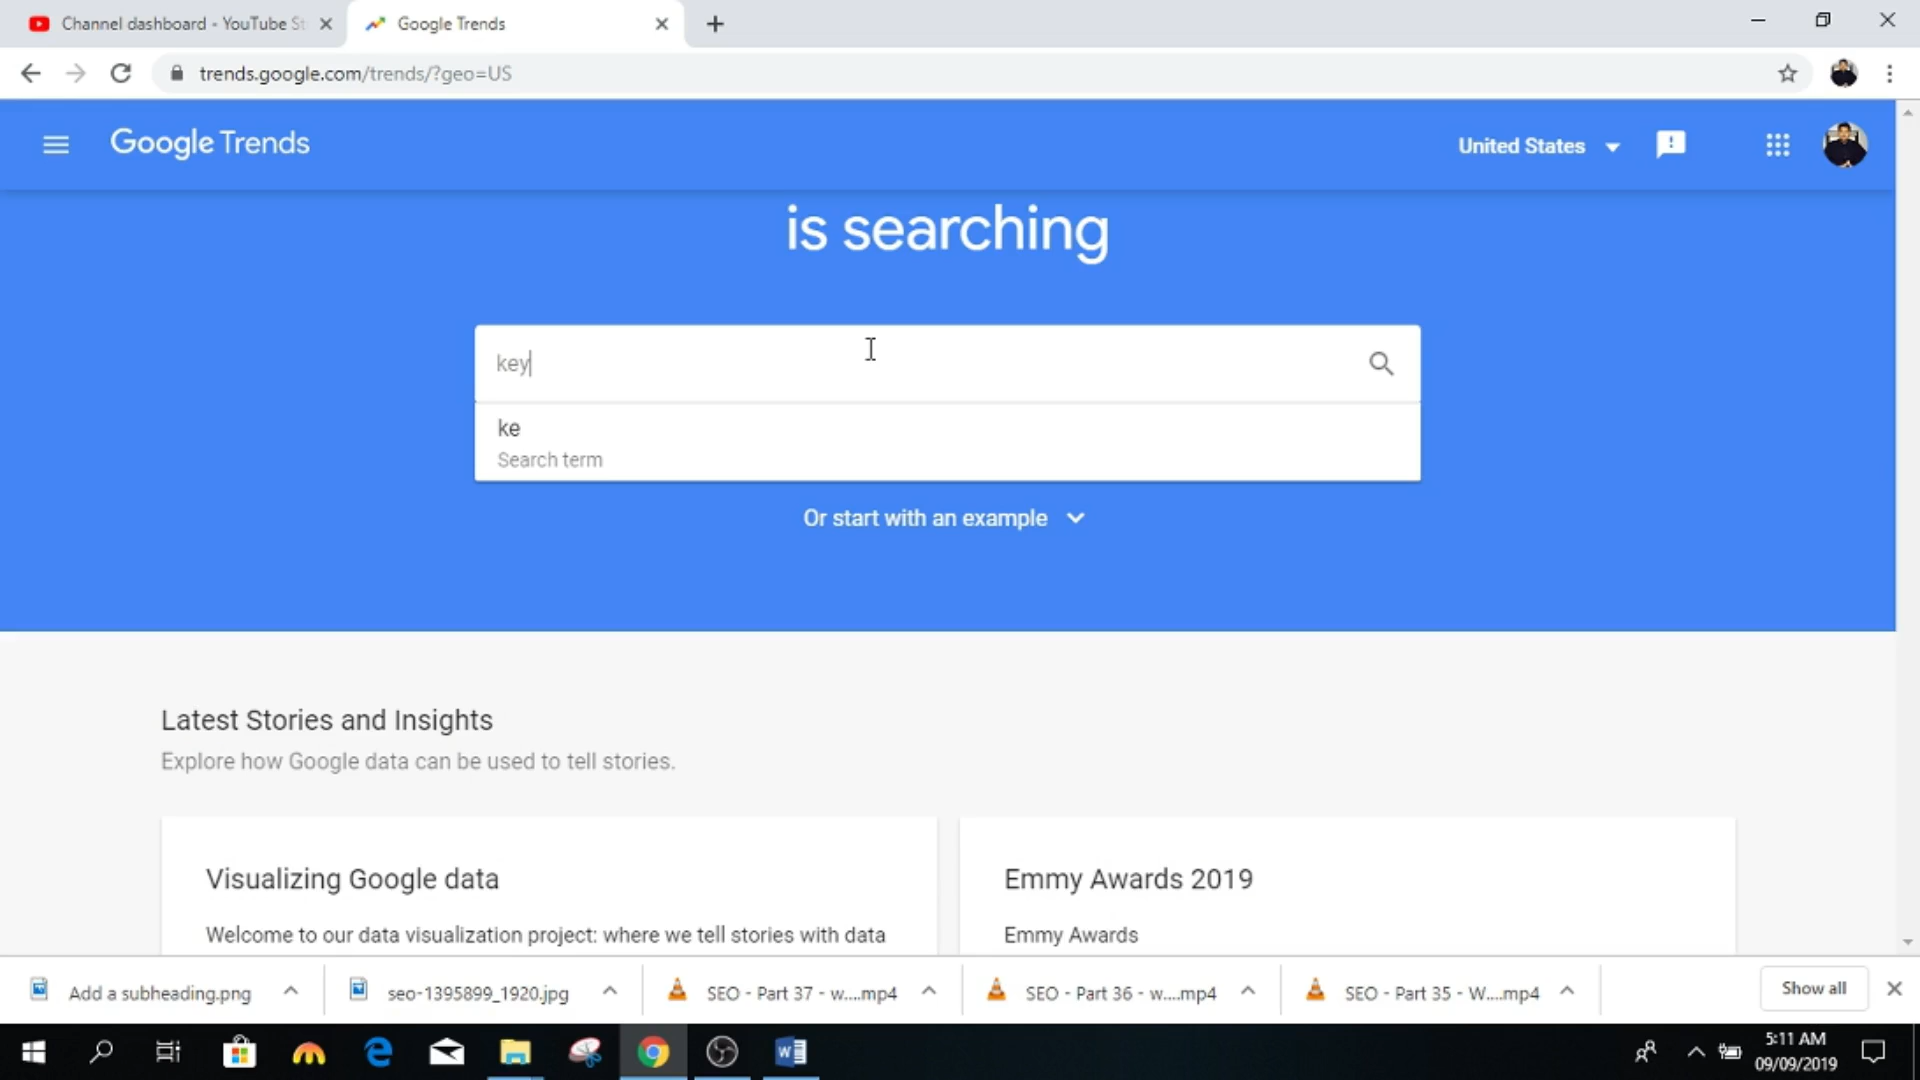 Channel dashboard - YouTube St
Google Trends
trends.google.com/trends/?geo=US
Google Trends
United States
is searching
key
ke
Search term
Or start with an example
Latest Stories and Insights
Explore how Google data can be used to tell stories.
Visualizing Google data
Welcome to our data visualization project: where we tell stories with data
Emmy Awards 2019
Emmy Awards
Add a subheading.png
seo-1395899_1920.jpg
SEO - Part 37 - w....mp4
SEO - Part 36 - w....mp4
SEO - Part 35 - W....mp4
Show all
5:11 AM
09/09/2019